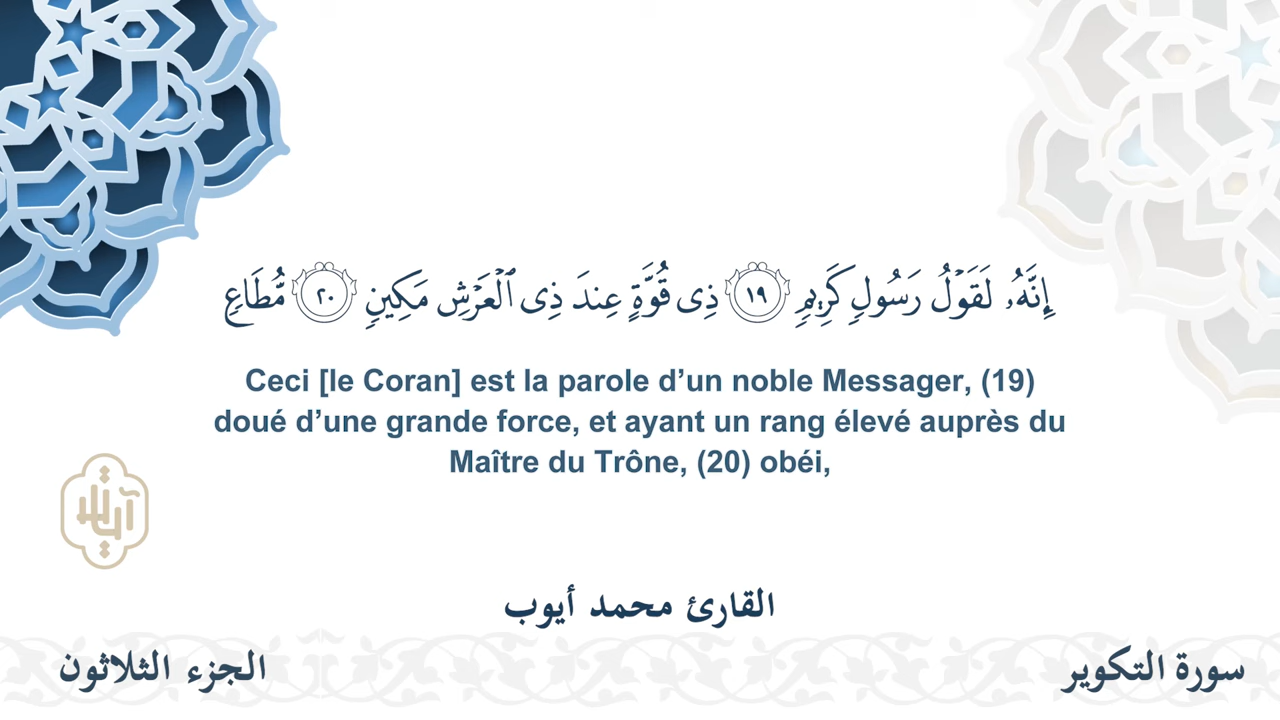 إِنَّهُۥ لَقَوْلُ رَسُولٍ كَرِيمٍ ١٩ ذِى قُوَّةٍ عِندَ ذِى ٱلْعَرْشِ مَكِينٍ ٢٠ مُّطَاعٍ
Ceci [le Coran] est la parole d’un noble Messager, (19)
doué d’une grande force, et ayant un rang élevé auprès du
Maître du Trône, (20) obéi,
آيات
القارئ محمد أيوب
سورة التكوير
الجزء الثلاثون